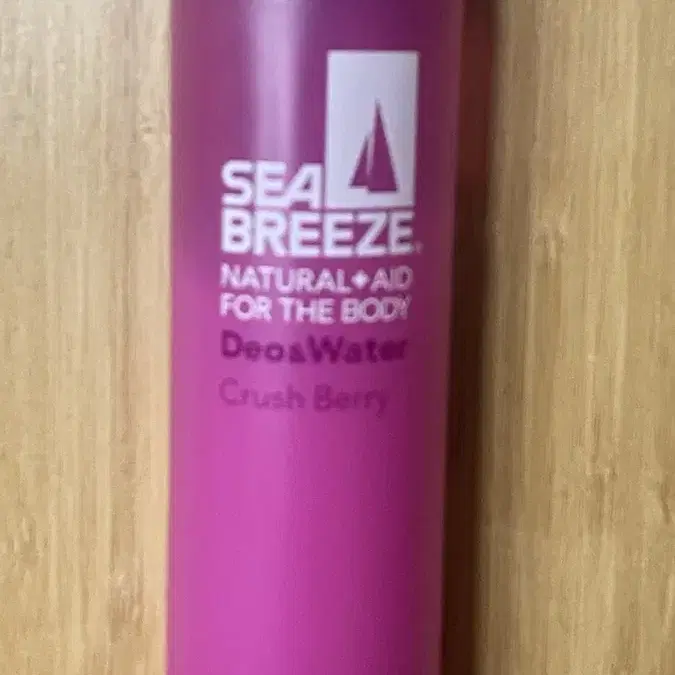 SEA
BREEZE
NATURAL+AID
FOR THE BODY
Deo&Water
Crush Berry